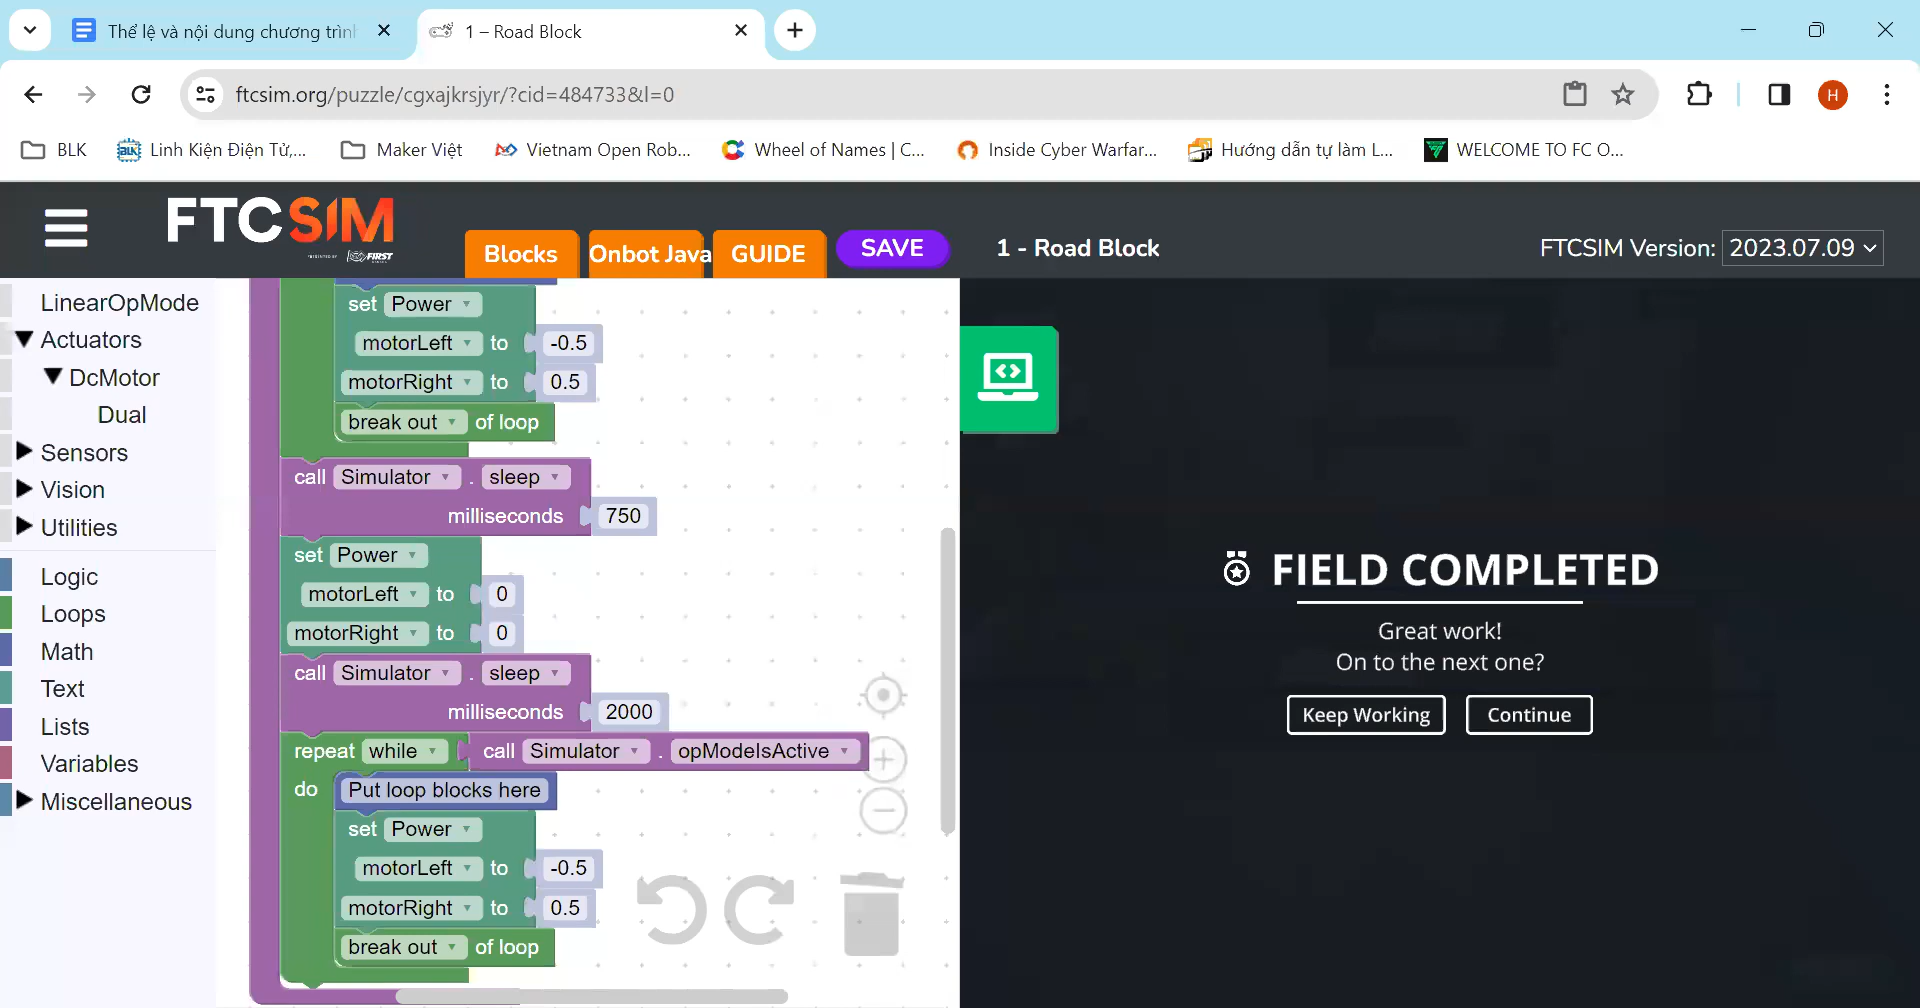 Thể lệ và nội dung chương trìn
1 – Road Block
ftcsim.org/puzzle/cgxajkrsjyr/?cid=484733&l=0
H
BLK
Linh Kiện Điện Tử,...
Maker Việt
Vietnam Open Rob...
Wheel of Names | C...
Inside Cyber Warfar...
Hướng dẫn tự làm L...
WELCOME TO FC O...
FTCSIM
PRESENTED BY FIRST
Blocks
Onbot Java
GUIDE
SAVE
1 - Road Block
FTCSIM Version: 2023.07.09
LinearOpMode
Actuators
DcMotor
Dual
Sensors
Vision
Utilities
Logic
Loops
Math
Text
Lists
Variables
Miscellaneous
set Power
motorLeft to -0.5
motorRight to 0.5
break out of loop
call Simulator . sleep
milliseconds 750
set Power
motorLeft to 0
motorRight to 0
call Simulator . sleep
milliseconds 2000
repeat while call Simulator . opModeIsActive
do Put loop blocks here
set Power
motorLeft to -0.5
motorRight to 0.5
break out of loop
FIELD COMPLETED
Great work!
On to the next one?
Keep Working
Continue